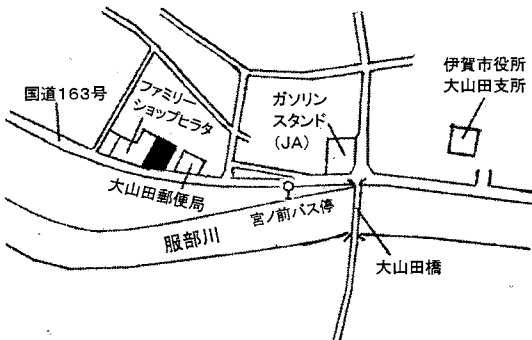 国道163号
ファミリー
ショップヒラタ
ガソリン
スタンド
(JA)
伊賀市役所
大山田支所
大山田郵便局
宮ノ前バス停
服部川
大山田橋